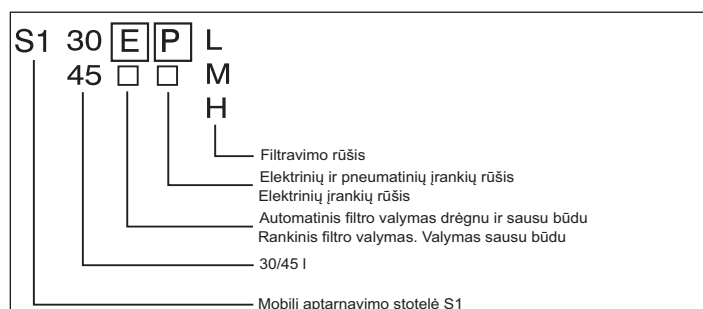 S1 30 E P L
45 □ □ M
H
Filtravimo rūšis
Elektrinių ir pneumatinių įrankių rūšis
Elektrinių įrankių rūšis
Automatinis filtro valymas drėgnu ir sausu būdu
Rankinis filtro valymas. Valymas sausu būdu
30/45 l
Mobili aptarnavimo stotelė S1